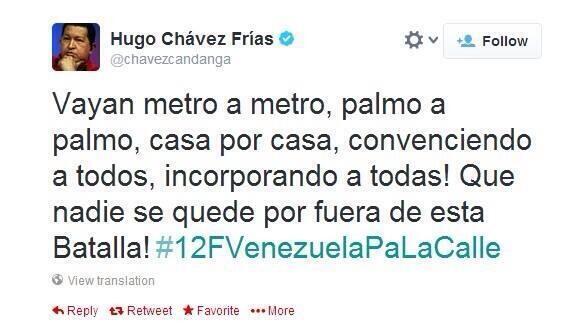 Hugo Chávez Frías
@chavezcandanga
Follow
Vayan metro a metro, palmo a
palmo, casa por casa, convenciendo
a todos, incorporando a todas! Que
nadie se quede por fuera de esta
Batalla! #12FVenezuelaPaLaCalle
View translation
Reply Retweet Favorite More